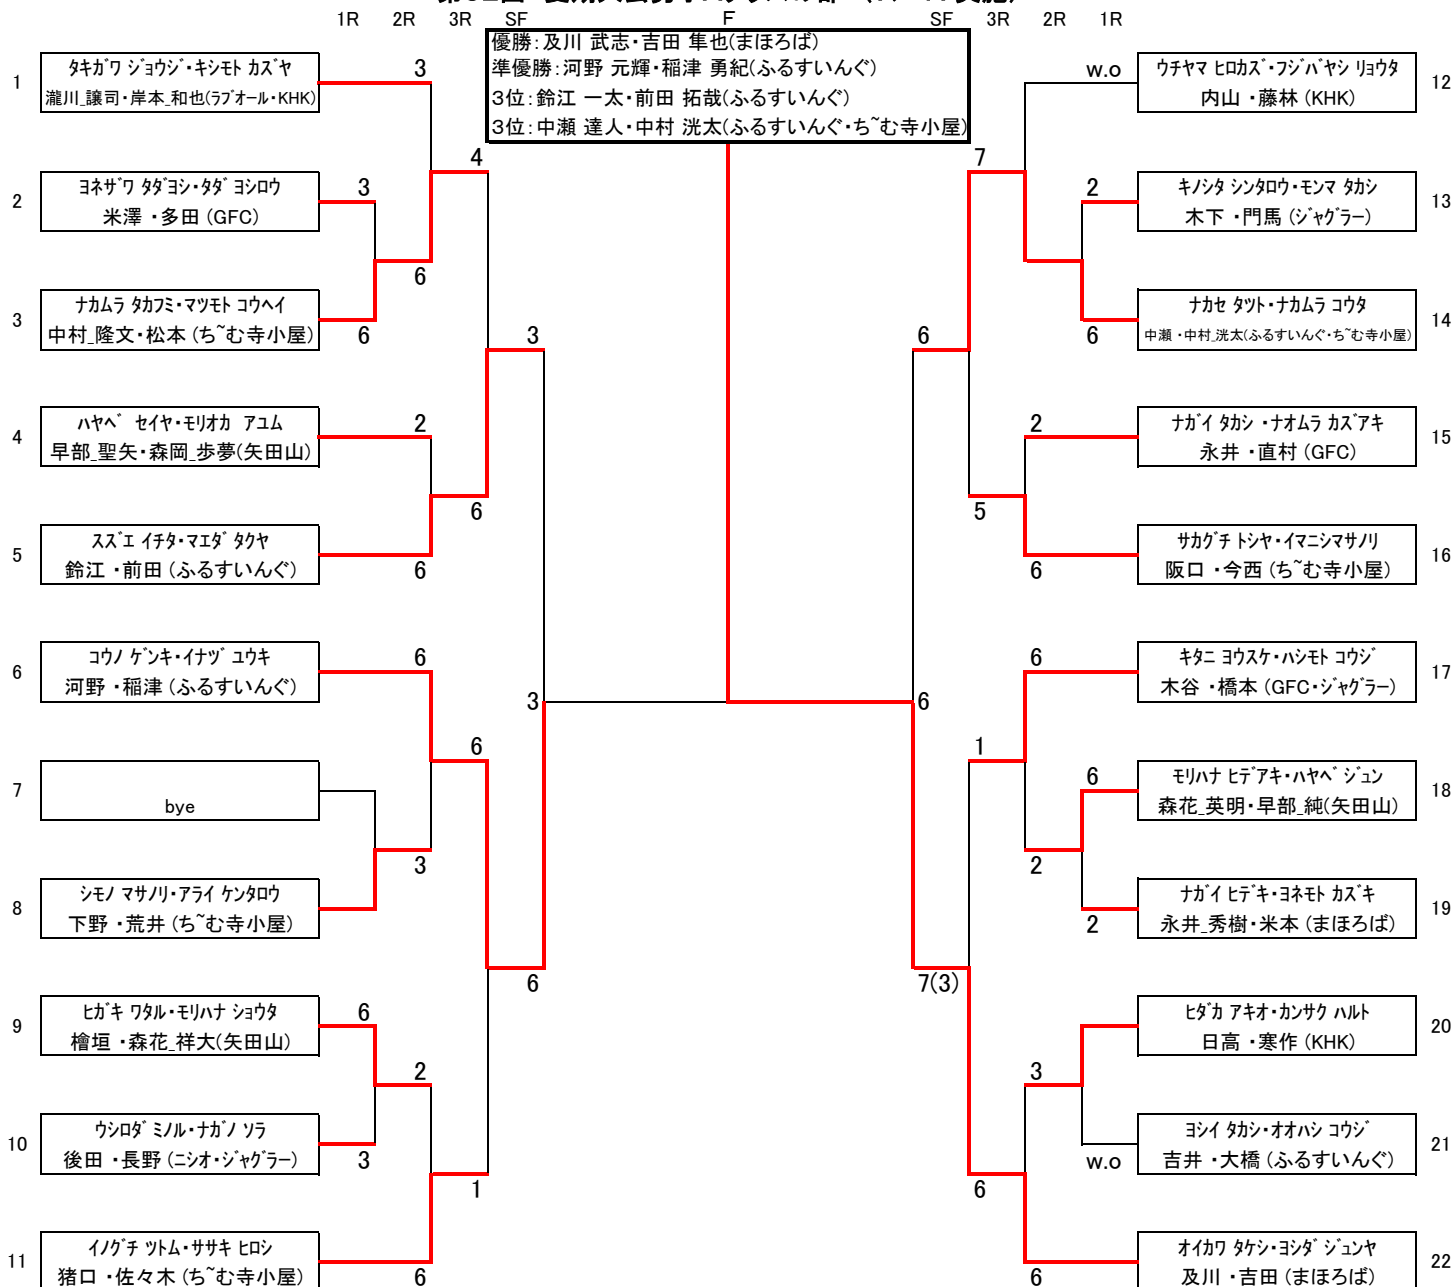 1R 2R 3R SF F SF 3R 2R 1R
優勝：及川 武志・吉田 隼也(まほろば)
準優勝：河野 元輝・稲津 勇紀(ふるすいんぐ)
3位：鈴江 一太・前田 拓哉(ふるすいんぐ)
3位：中瀬 達人・中村 洸太(ふるすいんぐ・ち~む寺小屋)
1
ﾀｷｶﾞﾜ ｼﾞｮｳｼﾞ・ｷｼﾓﾄ ｶｽﾞﾔ
瀧川_譲司・岸本_和也(ﾗﾌﾞｵｰﾙ・KHK)
3
2
ﾖﾈｻﾞﾜ ﾀﾀﾞﾖｼ・ﾀﾀﾞ ﾖｼﾛｳ
米澤 ・多田 (GFC)
3
4
6
3
ﾅｶﾑﾗ ﾀｶﾌﾐ・ﾏﾂﾓﾄ ｺｳﾍｲ
中村_隆文・松本 (ち~む寺小屋)
6
3
4
ﾊﾔﾍﾞ ｾｲﾔ・ﾓﾘｵｶ ｱﾕﾑ
早部_聖矢・森岡_歩夢(矢田山)
2
6
5
ｽｽﾞｴ ｲﾁﾀ・ﾏｴﾀﾞ ﾀｸﾔ
鈴江 ・前田 (ふるすいんぐ)
6
6
ｺｳﾉ ｹﾞﾝｷ・ｲﾅﾂﾞ ﾕｳｷ
河野 ・稲津 (ふるすいんぐ)
6
3
6
7
bye
3
8
ｼﾓﾉ ﾏｻﾉﾘ・ｱﾗｲ ｹﾝﾀﾛｳ
下野 ・荒井 (ち~む寺小屋)
6
9
ﾋｶﾞｷ ﾜﾀﾙ・ﾓﾘﾊﾅ ｼｮｳﾀ
檜垣 ・森花_祥大(矢田山)
6
2
10
ｳｼﾛﾀﾞ ﾐﾉﾙ・ﾅｶﾞﾉ ｿﾗ
後田 ・長野 (ﾆｼｵ・ｼﾞｬｸﾞﾗｰ)
3
1
11
ｲﾉｸﾞﾁ ﾂﾄﾑ・ｻｻｷ ﾋﾛｼ
猪口 ・佐々木 (ち~む寺小屋)
6
w.o
ｳﾁﾔﾏ ﾋﾛｶｽﾞ・ﾌｼﾞﾊﾞﾔｼ ﾘｮｳﾀ
内山 ・藤林 (KHK)
12
7
2
ｷﾉｼﾀ ｼﾝﾀﾛｳ・ﾓﾝﾏ ﾀｶｼ
木下 ・門馬 (ｼﾞｬｸﾞﾗｰ)
13
6
6
ﾅｶｾ ﾀﾂﾄ・ﾅｶﾑﾗ ｺｳﾀ
中瀬 ・中村_洸太(ふるすいんぐ・ち~む寺小屋)
14
2
ﾅｶﾞｲ ﾀｶｼ ・ﾅｵﾑﾗ ｶｽﾞｱｷ
永井 ・直村 (GFC)
15
5
6
ｻｶｸﾞﾁ ﾄｼﾔ・ｲﾏﾆｼﾏｻﾉﾘ
阪口 ・今西 (ち~む寺小屋)
16
6
ｷﾀﾆ ﾖｳｽｹ・ﾊｼﾓﾄ ｺｳｼﾞ
木谷 ・橋本 (GFC・ｼﾞｬｸﾞﾗｰ)
17
6
1
6
ﾓﾘﾊﾅ ﾋﾃﾞｱｷ・ﾊﾔﾍﾞ ｼﾞｭﾝ
森花_英明・早部_純(矢田山)
18
2
2
ﾅｶﾞｲ ﾋﾃﾞｷ・ﾖﾈﾓﾄ ｶｽﾞｷ
永井_秀樹・米本 (まほろば)
19
7(3)
ﾋﾀﾞｶ ｱｷｵ・ｶﾝｻｸ ﾊﾙﾄ
日高 ・寒作 (KHK)
20
3
w.o
ﾖｼｲ ﾀｶｼ・ｵｵﾊｼ ｺｳｼﾞ
吉井 ・大橋 (ふるすいんぐ)
21
6
6
ｵｲｶﾜ ﾀｹｼ・ﾖｼﾀﾞ ｼﾞｭﾝﾔ
及川 ・吉田 (まほろば)
22